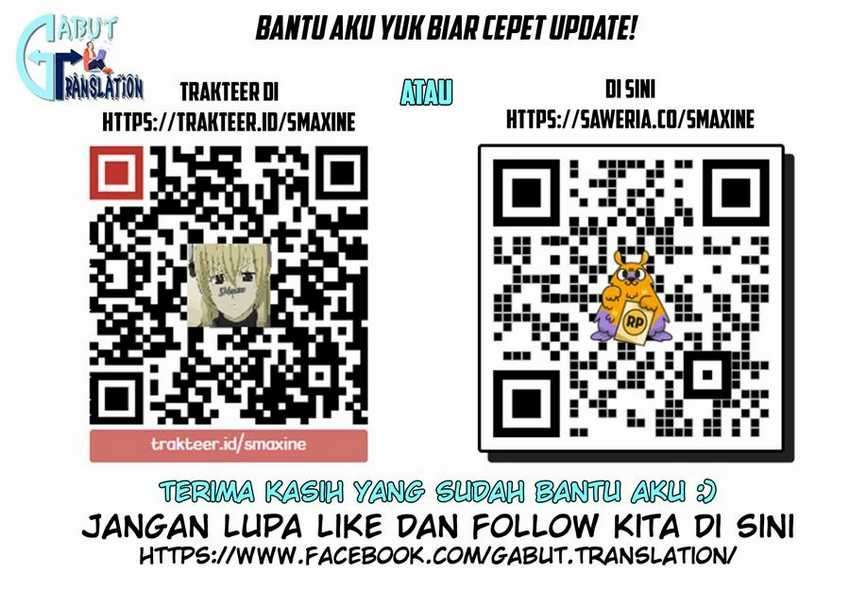 GABUT
TRANSLATION
BANTU AKU YUK BIAR CEPET UPDATE!
TRAKTEER DI
HTTPS://TRAKTEER.ID/SMAXINE
ATAU
DI SINI
HTTPS://SAWERIA.CO/SMAXINE
Smaxine
RP
trakteer.id/smaxine
TERIMA KASIH YANG SUDAH BANTU AKU :)
JANGAN LUPA LIKE DAN FOLLOW KITA DI SINI
HTTPS://WWW.FACEBOOK.COM/GABUT.TRANSLATION/